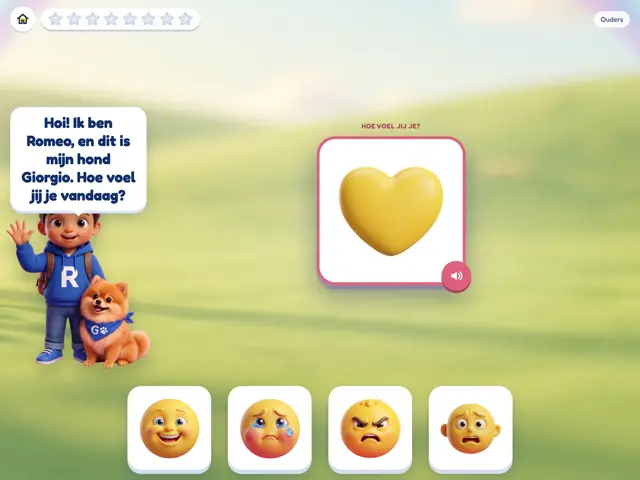 Ouders
Hoi! Ik ben
Romeo, en dit is
mijn hond
Giorgio. Hoe voel
jij je vandaag?
HOE VOEL JIJ JE?
R
G